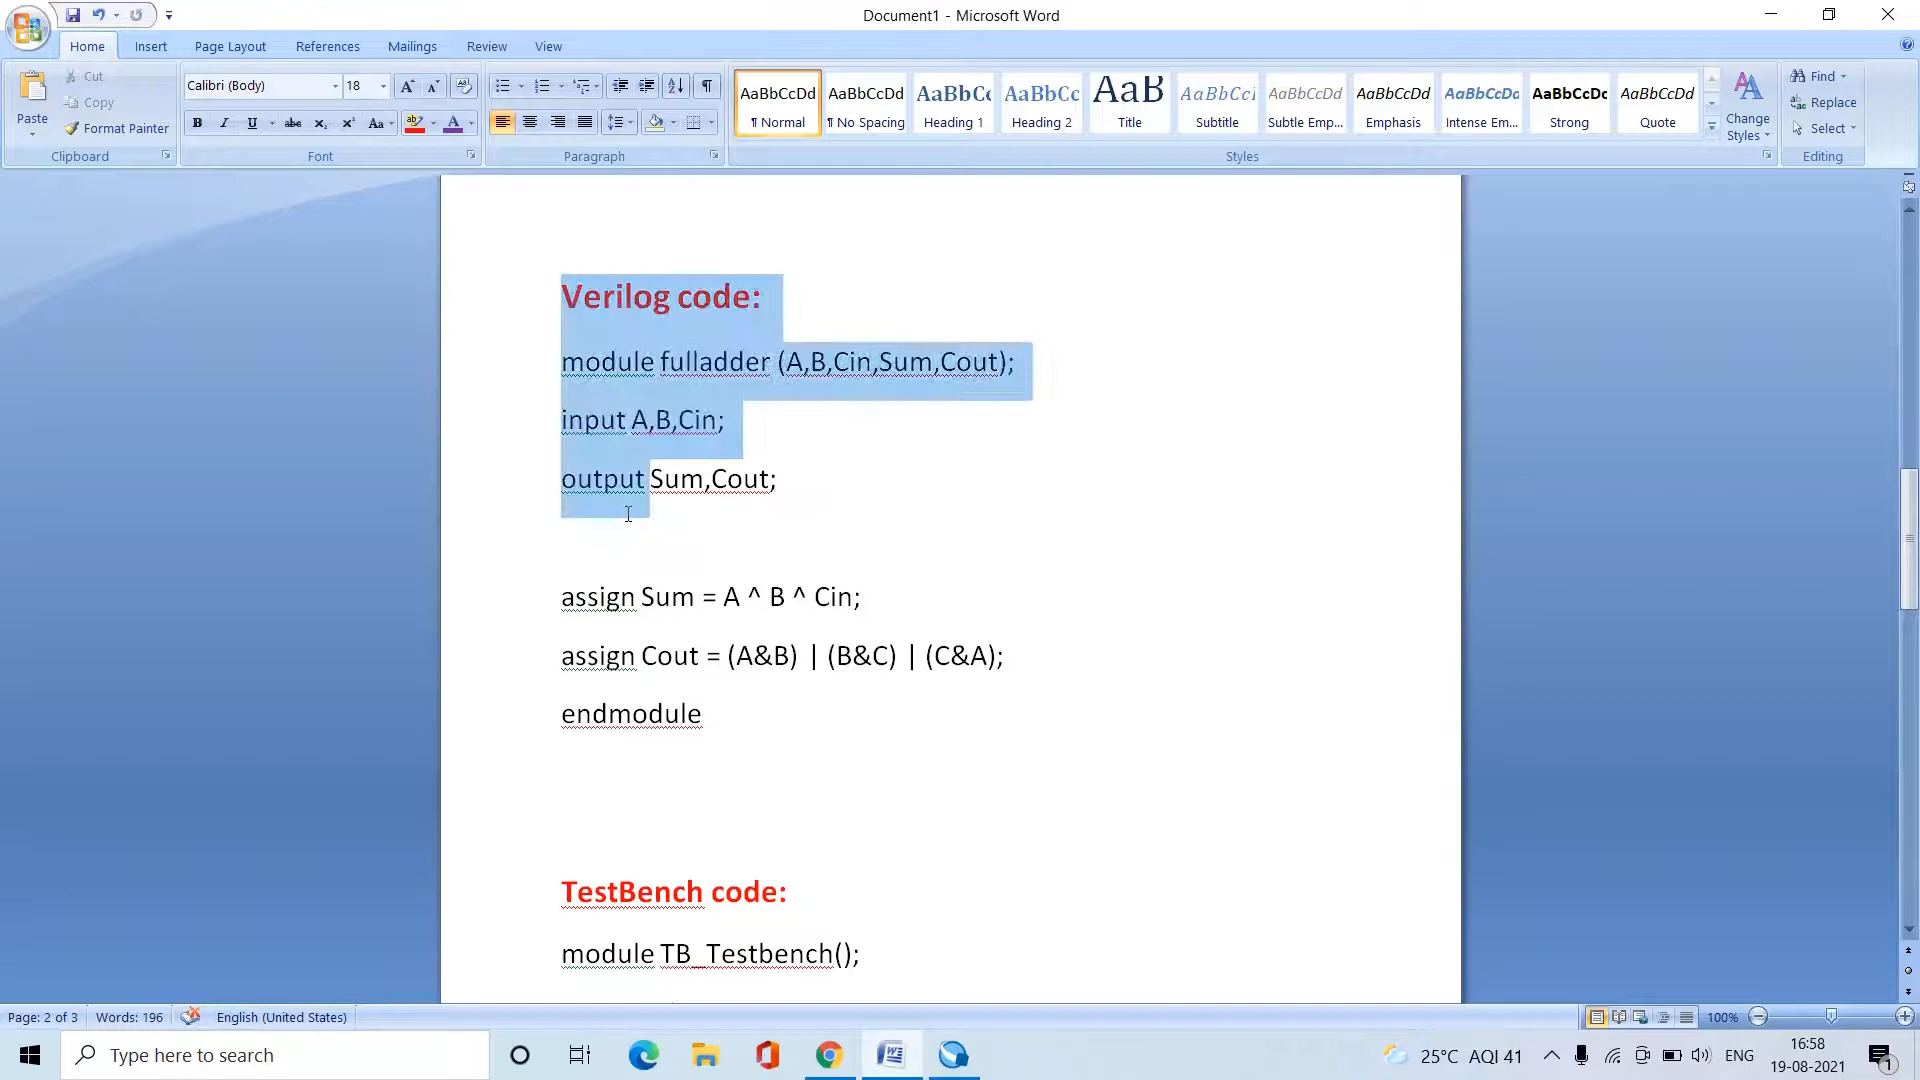 Document1 - Microsoft Word
Home Insert Page Layout References Mailings Review View
Paste
Cut
Copy
Format Painter
Clipboard
Calibri (Body) 18
Font
Paragraph
AaBbCcDd AaBbCcDd AaBbCc AaBbCc AaB AaBbCcI AaBbCcDd AaBbCcDd AaBbCcDd AaBbCcDc AaBbCcDd
¶ Normal ¶ No Spacing Heading 1 Heading 2 Title Subtitle Subtle Emp... Emphasis Intense Em... Strong Quote
Change
Styles
Styles
Find
Replace
Select
Editing
Verilog code:
module fulladder (A,B,Cin,Sum,Cout);
input A,B,Cin;
output Sum,Cout;
assign Sum = A ^ B ^ Cin;
assign Cout = (A&B) | (B&C) | (C&A);
endmodule
TestBench code:
module TB_Testbench();
Page: 2 of 3 Words: 196 English (United States) 100%
Type here to search
25°C AQI 41 ENG
16:58
19-08-2021
1